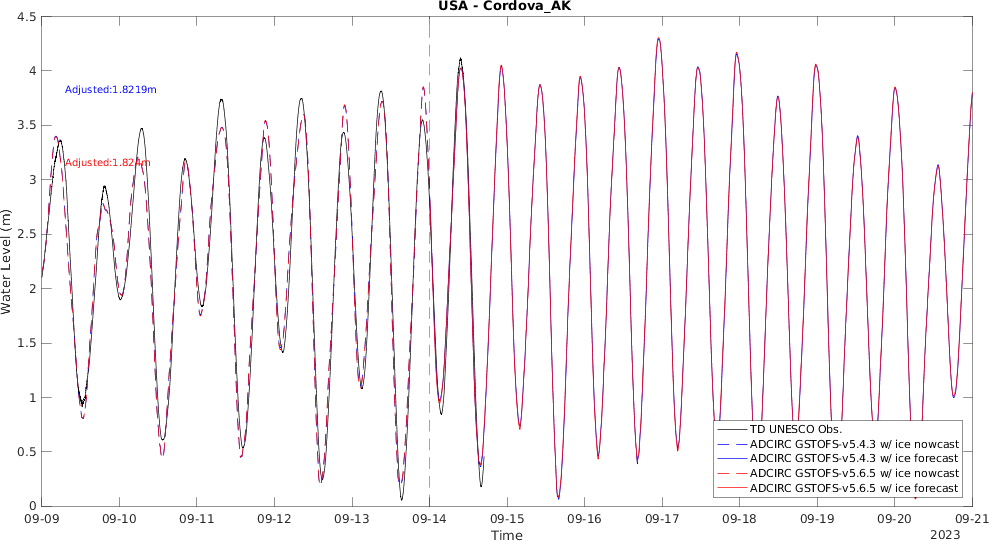 USA - Cordova_AK
4.5
4
3.5
3
2.5
2
1.5
1
0.5
0
Water Level (m)
Adjusted:1.8219m
Adjusted:1.824m
TD UNESCO Obs.
ADCIRC GSTOFS-v5.4.3 w/ ice nowcast
ADCIRC GSTOFS-v5.4.3 w/ ice forecast
ADCIRC GSTOFS-v5.6.5 w/ ice nowcast
ADCIRC GSTOFS-v5.6.5 w/ ice forecast
09-09 09-10 09-11 09-12 09-13 09-14 09-15 09-16 09-17 09-18 09-19 09-20 09-21
Time
2023